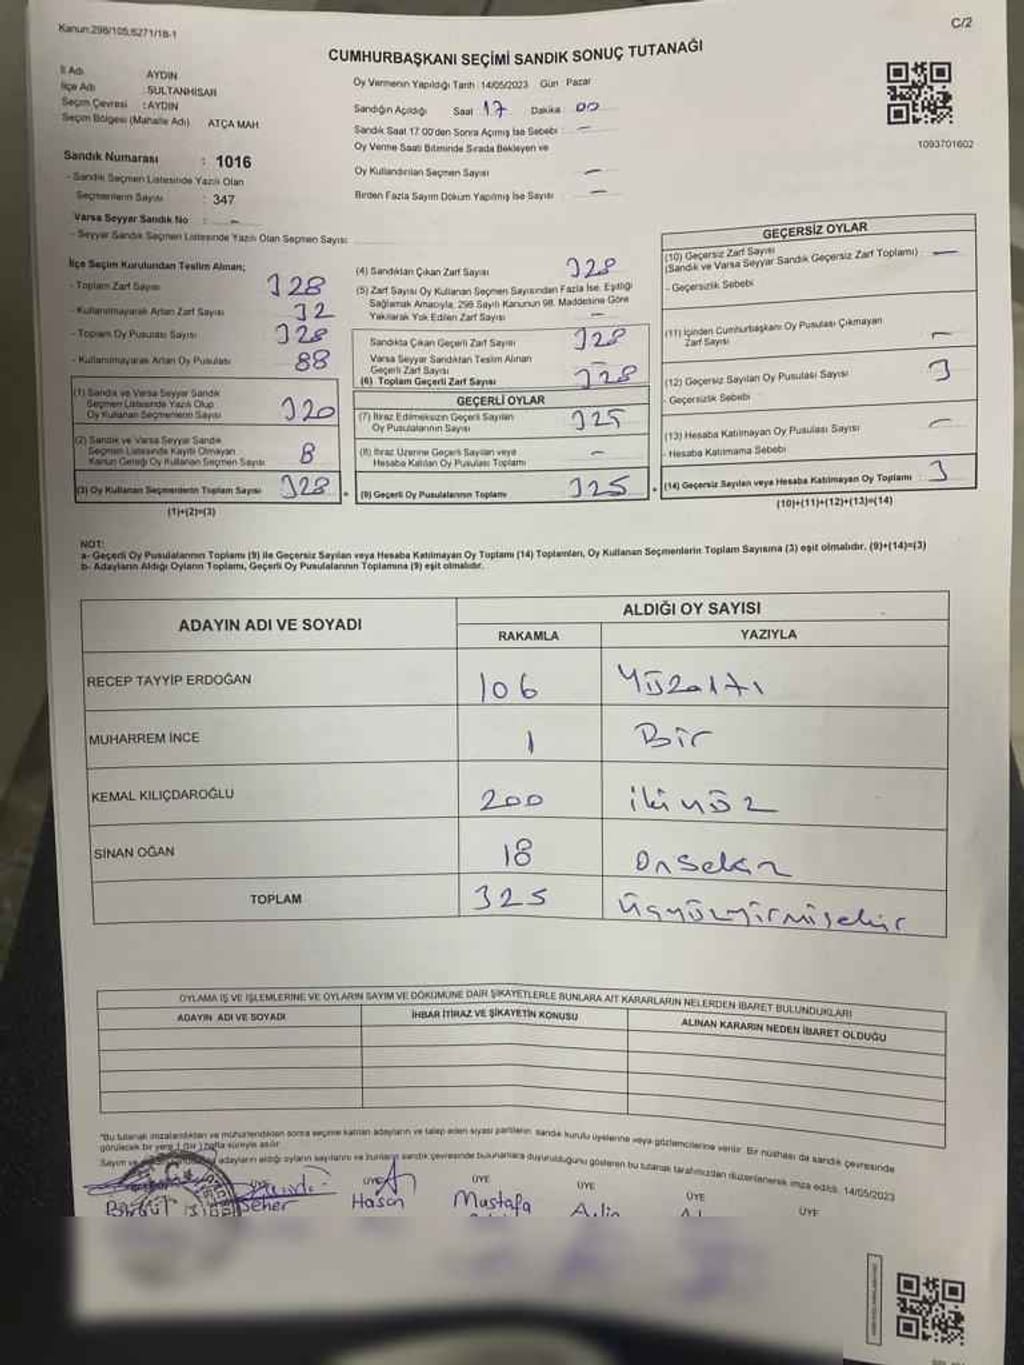 Kanun:298/105,6271/18-1
C/2
CUMHURBAŞKANI SEÇİMİ SANDIK SONUÇ TUTANAĞI
İl Adı : AYDIN
İlçe Adı : SULTANHİSAR
Seçim Çevresi : AYDIN
Seçim Bölgesi (Mahalle Adı) ATÇA MAH.
Sandık Numarası : 1016
- Sandık Seçmen Listesinde Yazılı Olan
Seçmenlerin Sayısı : 347
Varsa Seyyar Sandık No : -
- Seyyar Sandık Seçmen Listesinde Yazılı Olan Seçmen Sayısı:
Oy Vermenin Yapıldığı Tarih : 14/05/2023 Gün : Pazar
Sandığın Açıldığı Saat 17 Dakika 00
Sandık Saat 17.00'den Sonra Açılmış İse Sebebi : -
Oy Verme Saati Bitiminde Sırada Bekleyen ve
Oy Kullandırılan Seçmen Sayısı -
Birden Fazla Sayım Döküm Yapılmış İse Sayısı -
1093701602
İlçe Seçim Kurulundan Teslim Alınan;
- Toplam Zarf Sayısı 328
- Kullanılmayarak Artan Zarf Sayısı 32
- Toplam Oy Pusulası Sayısı 328
- Kullanılmayarak Artan Oy Pusulası 88
(1) Sandık ve Varsa Seyyar Sandık
Seçmen Listesinde Yazılı Olup
Oy Kullanan Seçmenlerin Sayısı 320
(2) Sandık ve Varsa Seyyar Sandık
Seçmen Listesinde Kayıtlı Olmayan
Kanun Gereği Oy Kullanan Seçmen Sayısı 8
(3) Oy Kullanan Seçmenlerin Toplam Sayısı 328
(1)+(2)=(3)
(4) Sandıktan Çıkan Zarf Sayısı 328
(5) Zarf Sayısı Oy Kullanan Seçmen Sayısından Fazla İse, Eşitliği
Sağlamak Amacıyla, 298 Sayılı Kanunun 98. Maddesine Göre
Yakılarak Yok Edilen Zarf Sayısı -
Sandıkta Çıkan Geçerli Zarf Sayısı 328
Varsa Seyyar Sandıktan Teslim Alınan
Geçerli Zarf Sayısı -
(6) Toplam Geçerli Zarf Sayısı 328
GEÇERLİ OYLAR
(7) İtiraz Edilmeksizin Geçerli Sayılan
Oy Pusulalarının Sayısı 325
(8) İtiraz Üzerine Geçerli Sayılan veya
Hesaba Katılan Oy Pusulası Toplamı -
(9) Geçerli Oy Pusulalarının Toplamı 325
GEÇERSİZ OYLAR
(10) Geçersiz Zarf Sayısı
(Sandık ve Varsa Seyyar Sandık Geçersiz Zarf Toplamı) -
- Geçersizlik Sebebi
(11) İçinden Cumhurbaşkanı Oy Pusulası Çıkmayan
Zarf Sayısı -
(12) Geçersiz Sayılan Oy Pusulası Sayısı : 3
- Geçersizlik Sebebi
(13) Hesaba Katılmayan Oy Pusulası Sayısı : -
- Hesaba Katılmama Sebebi
(14) Geçersiz Sayılan veya Hesaba Katılmayan Oy Toplamı : 3
(10)+(11)+(12)+(13)=(14)
NOT:
a- Geçerli Oy Pusulalarının Toplamı (9) ile Geçersiz Sayılan veya Hesaba Katılmayan Oy Toplamı (14) Toplamları, Oy Kullanan Seçmenlerin Toplam Sayısına (3) eşit olmalıdır. (9)+(14)=(3)
b- Adayların Aldığı Oyların Toplamı, Geçerli Oy Pusulalarının Toplamına (9) eşit olmalıdır.
ADAYIN ADI VE SOYADI
ALDIĞI OY SAYISI
RAKAMLA YAZIYLA
RECEP TAYYİP ERDOĞAN 106 Yüzaltı
MUHARREM İNCE 1 Bir
KEMAL KILIÇDAROĞLU 200 ikiyüz
SİNAN OĞAN 18 Onsekiz
TOPLAM 325 Üçyüzyirmişebir
OYLAMA İŞ VE İŞLEMLERİNE VE OYLARIN SAYIM VE DÖKÜMÜNE DAİR ŞİKAYETLERLE BUNLARA AİT KARARLARIN NELERDEN İBARET BULUNDUKLARI
ADAYIN ADI VE SOYADI İHBAR İTİRAZ VE ŞİKAYETİN KONUSU ALINAN KARARIN NEDEN İBARET OLDUĞU
*Bu tutanak imzalandıktan ve mühürlendikten sonra seçime katılan adayların ve talep eden siyasi partilerin sandık kurulu üyelerine veya gözlemcilerine verilir. Bir nüshası da sandık çevresinde
görülecek bir yere 1 (bir) hafta süreyle asılır.
adayların aldığı oyların sayılarını ve bunların sandık çevresinde bulunanlara duyurulduğunu gösteren bu tutanak tarafımızdan düzenlenerek imza edildi. 14/05/2023
ÜYE ÜYE ÜYE ÜYE ÜYE
Seher Hasan Mustafa